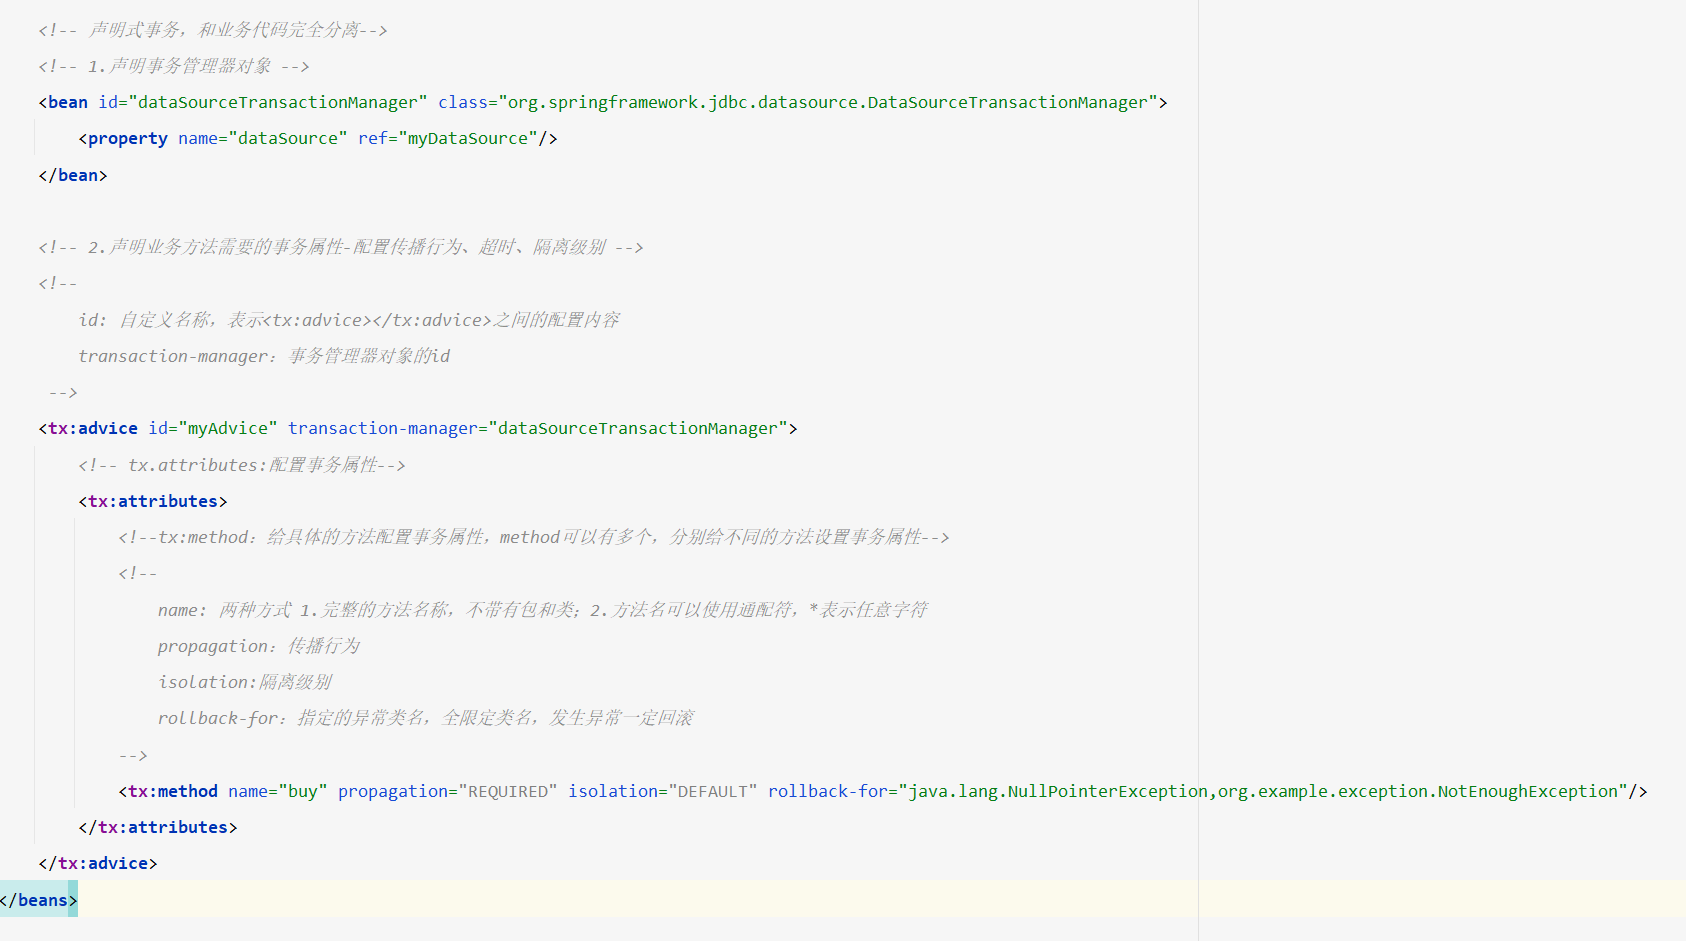 <!-- 声明式事务，和业务代码完全分离-->
<!-- 1.声明事务管理器对象 -->
<bean id="dataSourceTransactionManager" class="org.springframework.jdbc.datasource.DataSourceTransactionManager">
<property name="dataSource" ref="myDataSource"/>
</bean>
<!-- 2.声明业务方法需要的事务属性-配置传播行为、超时、隔离级别 -->
<!--
id: 自定义名称，表示<tx:advice></tx:advice>之间的配置内容
transaction-manager：事务管理器对象的id
-->
<tx:advice id="myAdvice" transaction-manager="dataSourceTransactionManager">
<!-- tx.attributes:配置事务属性-->
<tx:attributes>
<!--tx:method：给具体的方法配置事务属性，method可以有多个，分别给不同的方法设置事务属性-->
<!--
name: 两种方式 1.完整的方法名称，不带有包和类；2.方法名可以使用通配符，*表示任意字符
propagation：传播行为
isolation:隔离级别
rollback-for：指定的异常类名，全限定类名，发生异常一定回滚
-->
<tx:method name="buy" propagation="REQUIRED" isolation="DEFAULT" rollback-for="java.lang.NullPointerException,org.example.exception.NotEnoughException"/>
</tx:attributes>
</tx:advice>
</beans>